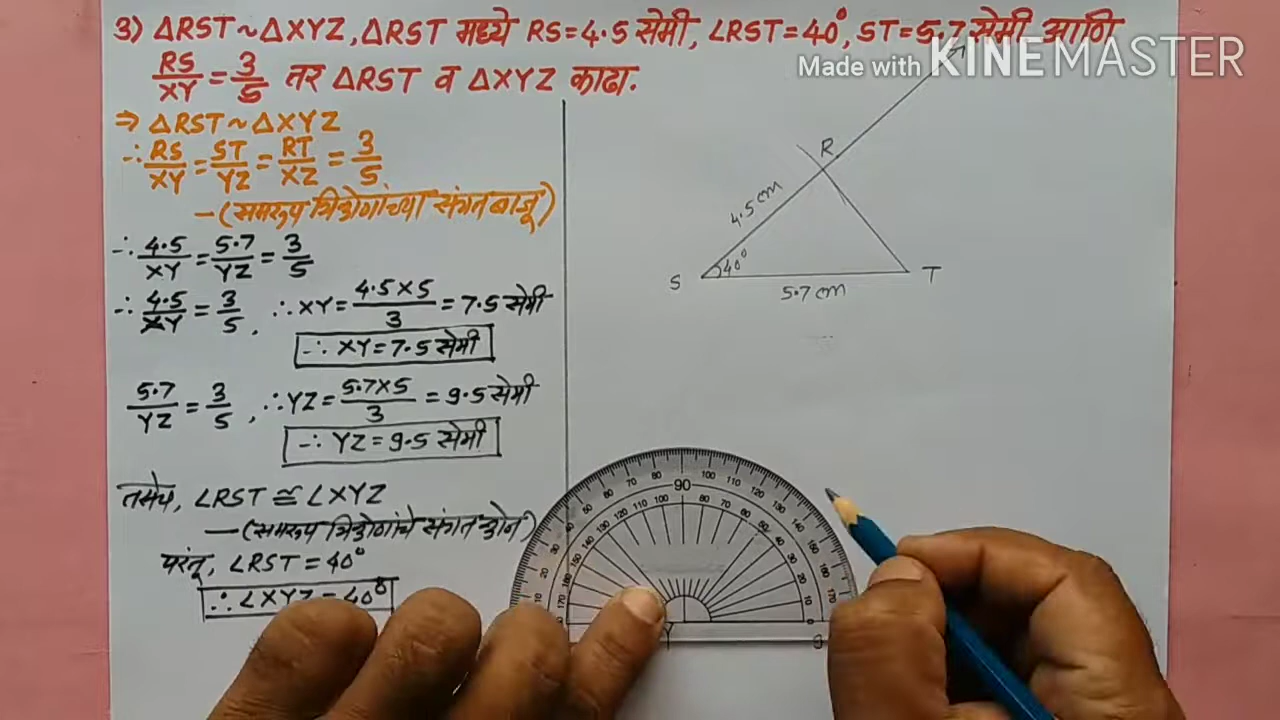 3) ΔRST ~ ΔXYZ, ΔRST मध्ये RS = 4.5 सेमी, ∠RST = 40°, ST = 5.7 सेमी आणि
RS/XY = 3/5 तर ΔRST व ΔXYZ काढा.
Made with KINEMASTER
⇒ ΔRST ~ ΔXYZ
∴ RS/XY = ST/YZ = RT/XZ = 3/5
—(समरूप त्रिकोणांच्या संगत बाजू)
∴ 4.5/XY = 5.7/YZ = 3/5
∴ 4.5/XY = 3/5, ∴ XY = 4.5×5/3 = 7.5 सेमी
∴ XY = 7.5 सेमी
5.7/YZ = 3/5, ∴ YZ = 5.7×5/3 = 9.5 सेमी
∴ YZ = 9.5 सेमी
तसेच, ∠RST ≅ ∠XYZ
—(समरूप त्रिकोणांचे संगत कोन)
परंतू, ∠RST = 40°
∴ ∠XYZ = 40°
R
4.5 cm
40°
S
T
5.7 cm
90
Y